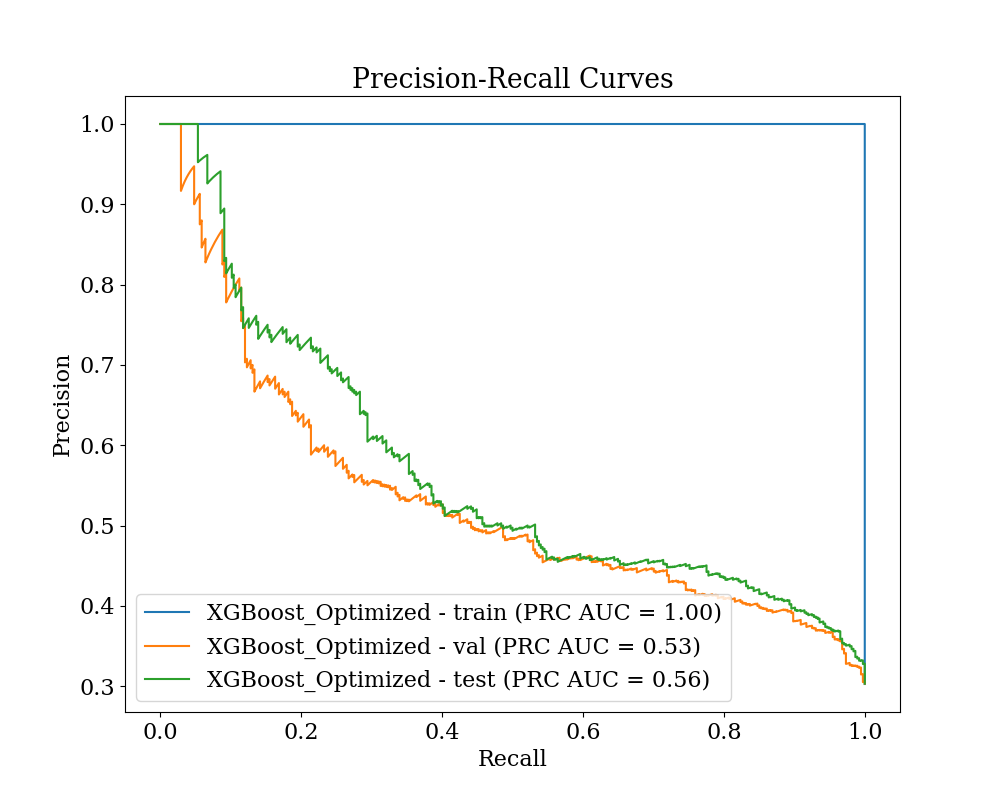 Precision-Recall Curves
1.0
0.9
0.8
0.7
0.6
0.5
0.4
0.3
Precision
XGBoost_Optimized - train (PRC AUC = 1.00)
XGBoost_Optimized - val (PRC AUC = 0.53)
XGBoost_Optimized - test (PRC AUC = 0.56)
0.0 0.2 0.4 0.6 0.8 1.0
Recall